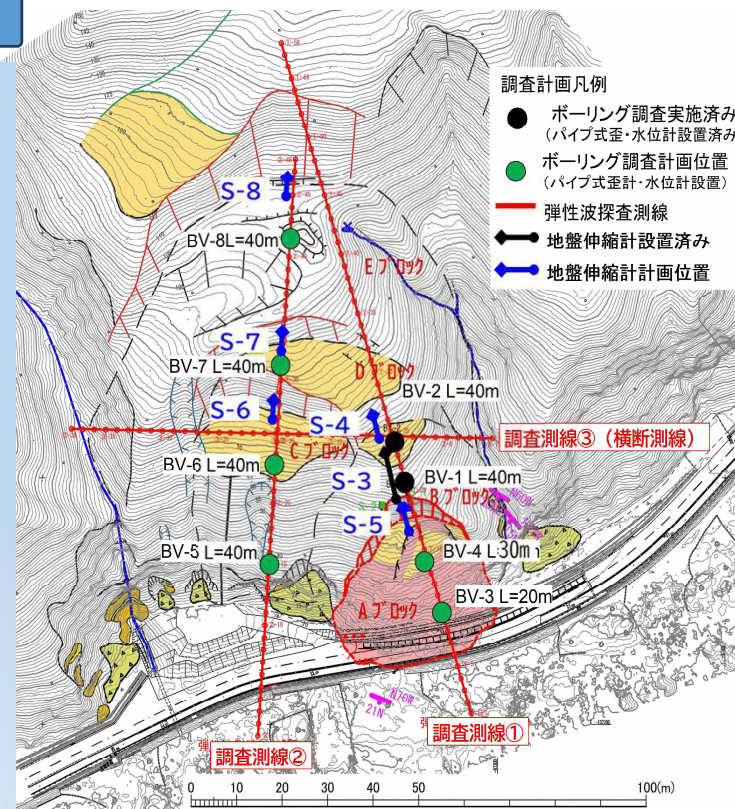 調査計画凡例
ボーリング調査実施済み
(パイプ式歪・水位計設置済み
ボーリング調査計画位置
(パイプ式歪計・水位計設置)
弾性波探査測線
地盤伸縮計設置済み
地盤伸縮計計画位置
S-8
BV-8L=40m
Eブロック
S-7
BV-7 L=40m
Dブロック
BV-2 L=40m
S-6
S-4
調査測線③（横断測線）
Cブロック
BV-6 L=40m
S-3
BV-1 L=40m
Bブロック
N60W
S-5
BV-5 L=40m
BV-4 L=30m
BV-3 L=20m
Aブロック
N70W
21N
調査測線①
調査測線②
0 10 20 30 40 50 100(m)